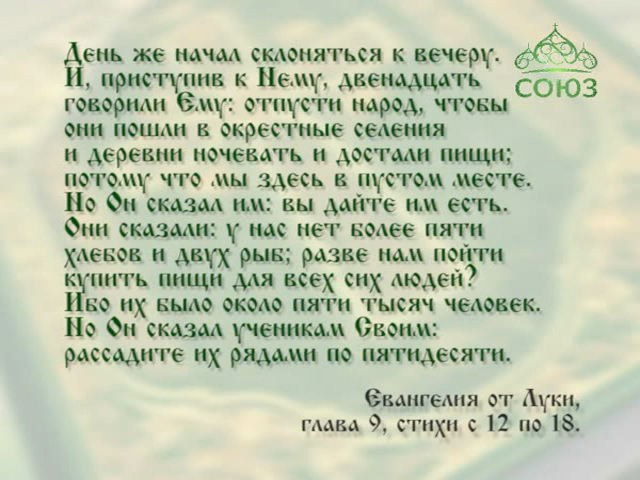 День же начал склоняться к вечеру.
СОЮЗ
И, приступив к Нему, двенадцать
говорили Ему: отпусти народ, чтобы
они пошли в окрестные селения
и деревни ночевать и достали пищи;
потому что мы здесь в пустом месте.
Но Он сказал им: вы дайте им есть.
Они сказали: у нас нет более пяти
хлебов и двух рыб; разве нам пойти
купить пищи для всех сих людей?
Ибо их было около пяти тысяч человек.
Но Он сказал ученикам Своим:
рассадите их рядами по пятидесяти.
Евангелия от Луки,
глава 9, стихи с 12 по 18.